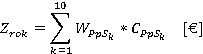 Z_{rok} = \sum_{k=1}^{10} W_{PpS_k} * C_{PpS_k} [€]